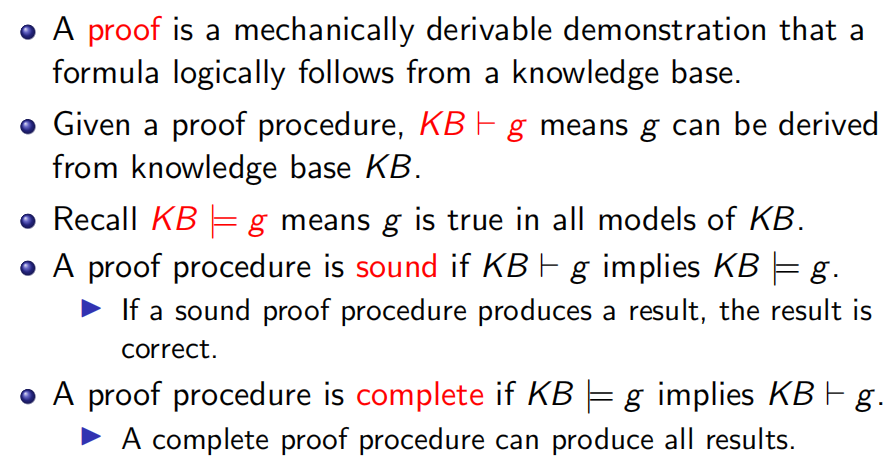 A proof is a mechanically derivable demonstration that a
formula logically follows from a knowledge base.
Given a proof procedure, KB ⊢ g means g can be derived
from knowledge base KB.
Recall KB ⊨ g means g is true in all models of KB.
A proof procedure is sound if KB ⊢ g implies KB ⊨ g.
If a sound proof procedure produces a result, the result is
correct.
A proof procedure is complete if KB ⊨ g implies KB ⊢ g.
A complete proof procedure can produce all results.